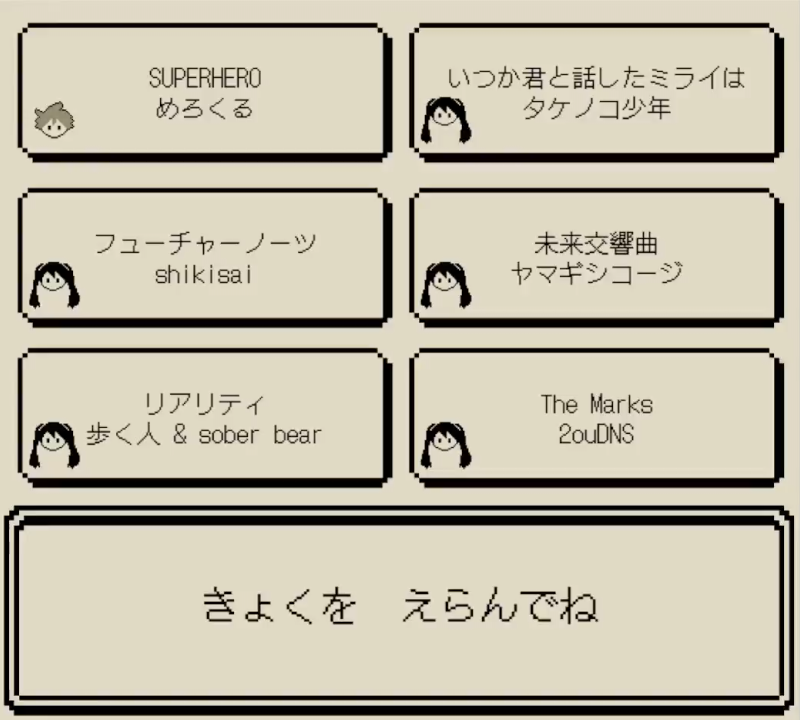 SUPERHERO
めろくる
いつか君と話したミライは
タケノコ少年
フューチャーノーツ
shikisai
未来交響曲
ヤマギシコージ
リアリティ
歩く人 & sober bear
The Marks
2ouDNS
きょくを　えらんでね